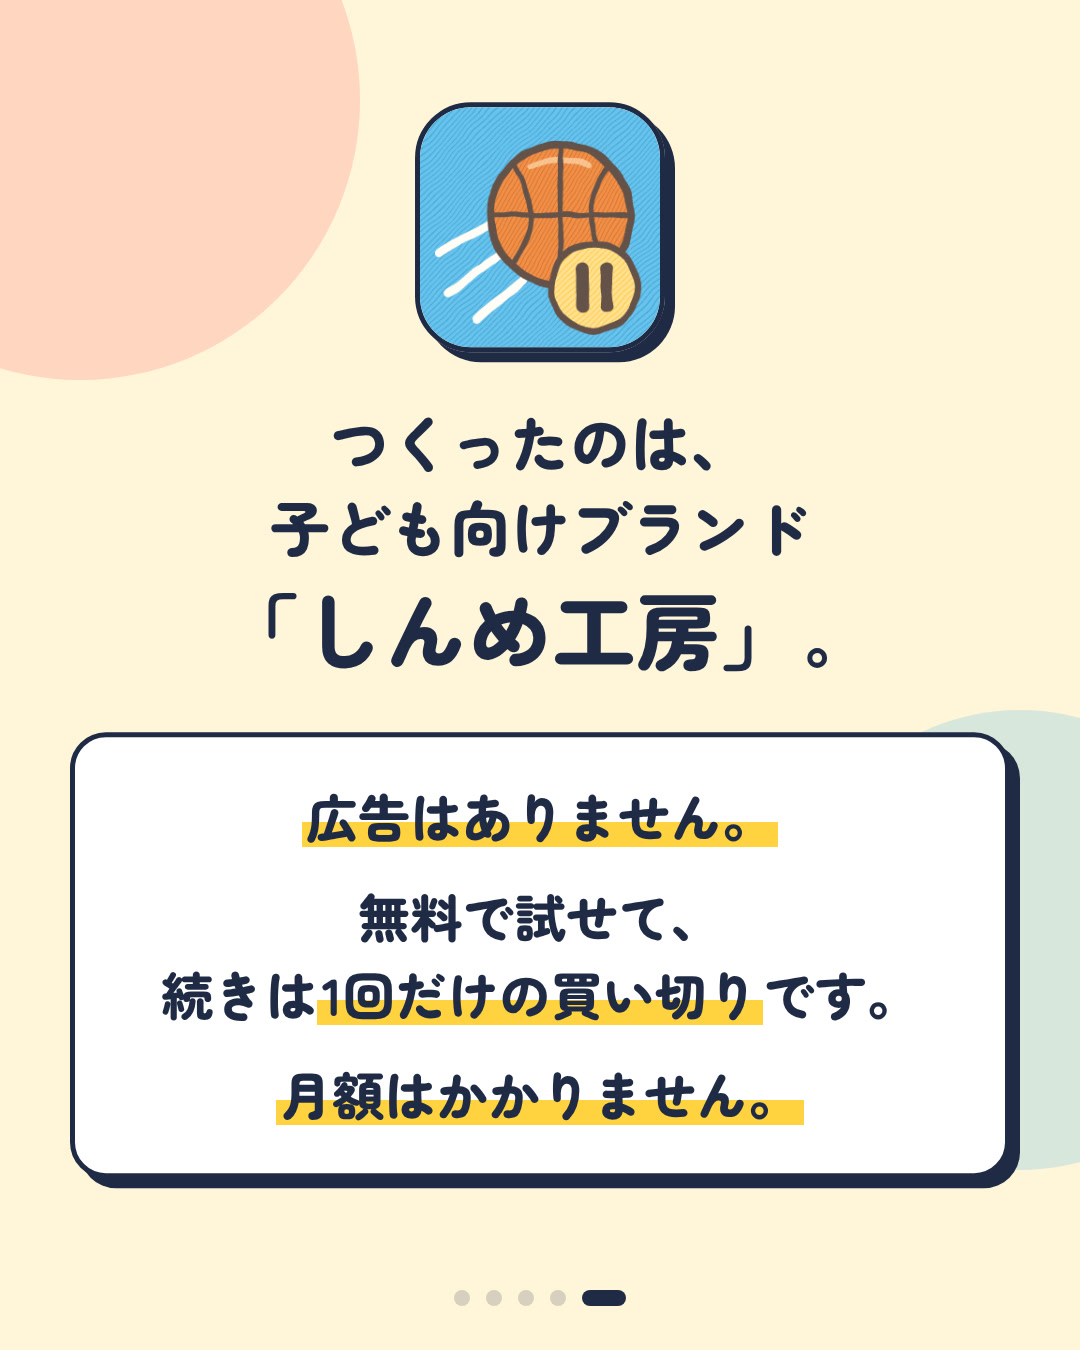 つくったのは、
子ども向けブランド
「しんめ工房」。
広告はありません。
無料で試せて、
続きは1回だけの買い切りです。
月額はかかりません。